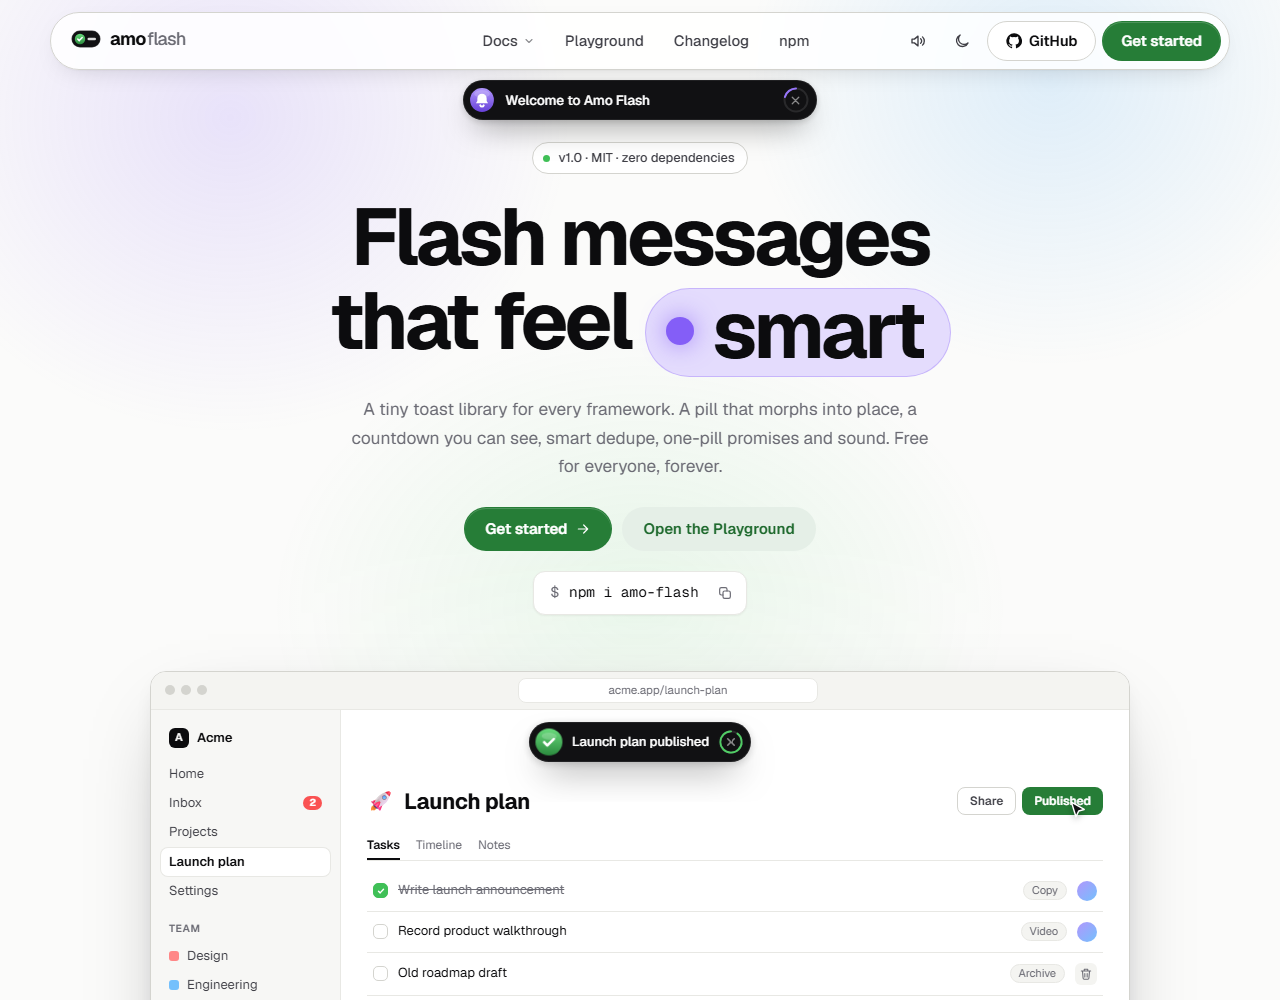 amoflash
Docs
Playground
Changelog
npm
GitHub
Get started
Welcome to Amo Flash
v1.0 · MIT · zero dependencies
Flash messages
that feel smart
A tiny toast library for every framework. A pill that morphs into place, a
countdown you can see, smart dedupe, one-pill promises and sound. Free
for everyone, forever.
Get started →
Open the Playground
$ npm i amo-flash
acme.app/launch-plan
A Acme
Launch plan published
Home
Inbox 2
Projects
Launch plan
Settings
TEAM
Design
Engineering
🚀 Launch plan
Share
Published
Tasks
Timeline
Notes
Write launch announcement
Copy
Record product walkthrough
Video
Old roadmap draft
Archive